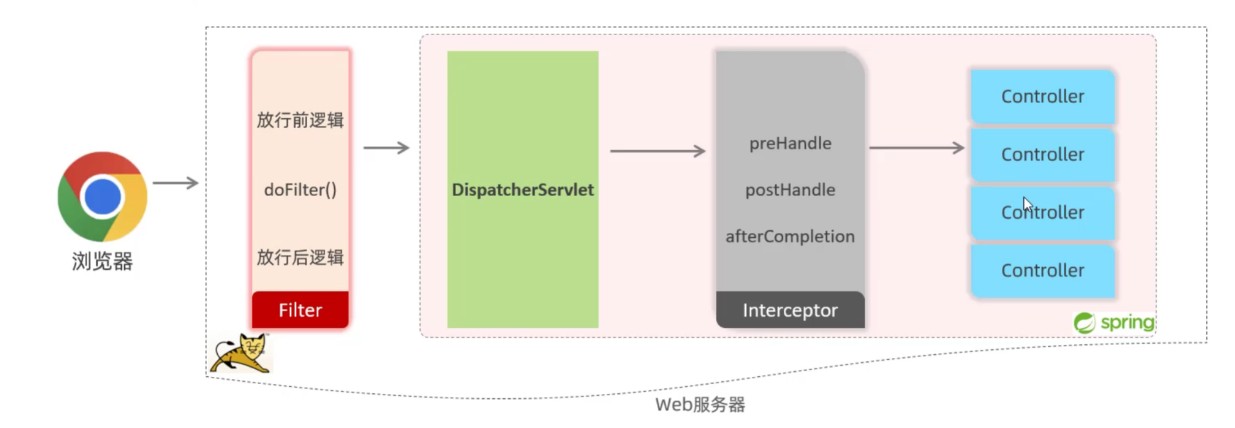 浏览器
放行前逻辑
doFilter()
放行后逻辑
Filter
DispatcherServlet
preHandle
postHandle
afterCompletion
Interceptor
Controller
Controller
Controller
Controller
spring
Web服务器